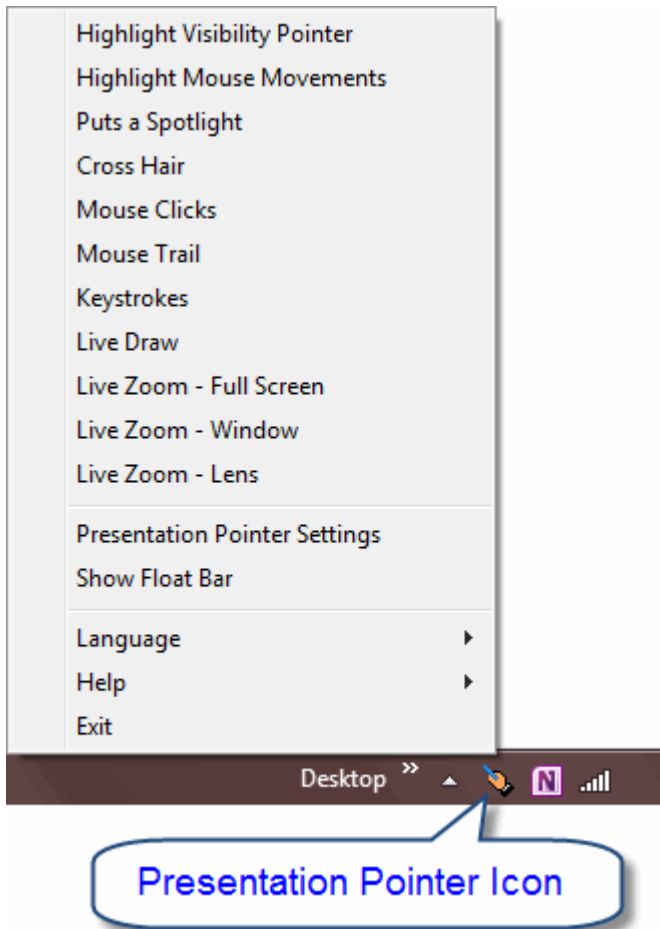 Highlight Visibility Pointer
Highlight Mouse Movements
Puts a Spotlight
Cross Hair
Mouse Clicks
Mouse Trail
Keystrokes
Live Draw
Live Zoom - Full Screen
Live Zoom - Window
Live Zoom - Lens
Presentation Pointer Settings
Show Float Bar
Language
Help
Exit
Desktop »
N
Presentation Pointer Icon